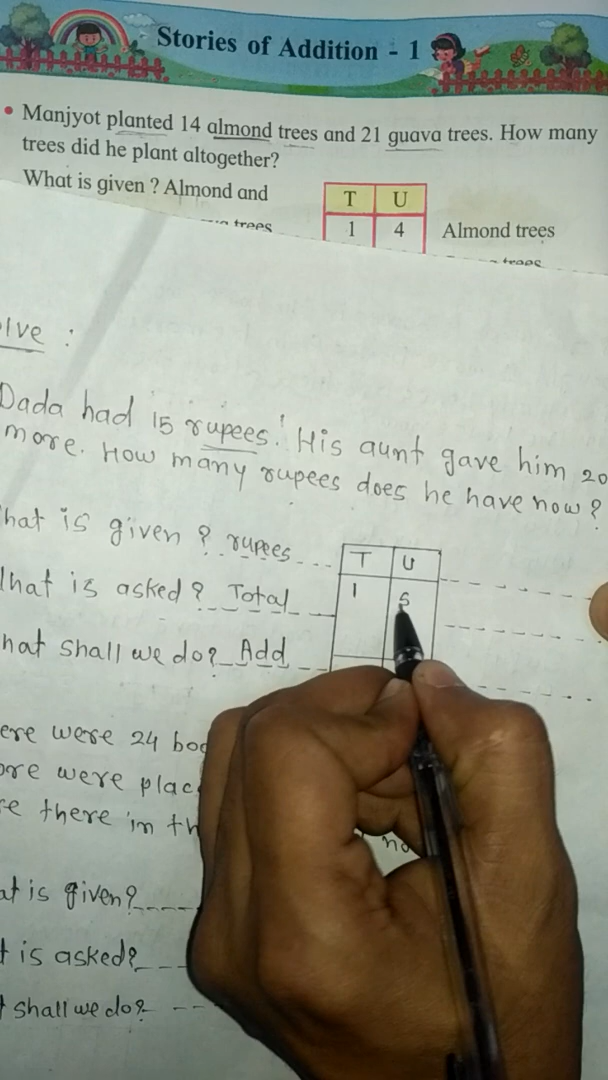 Stories of Addition - 1
• Manjyot planted 14 almond trees and 21 guava trees. How many
trees did he plant altogether?
What is given ? Almond and
trees
T U
1 4 Almond trees
trees
lve :
Dada had 15 rupees. His aunt gave him 20
more. How many rupees does he have now?
hat is given ? rupees
hat is asked? Total
hat shall we do? Add
T U
1 5
ere were 24
ore were plac
re there in th
at is given?
t is asked?
t shall we do?